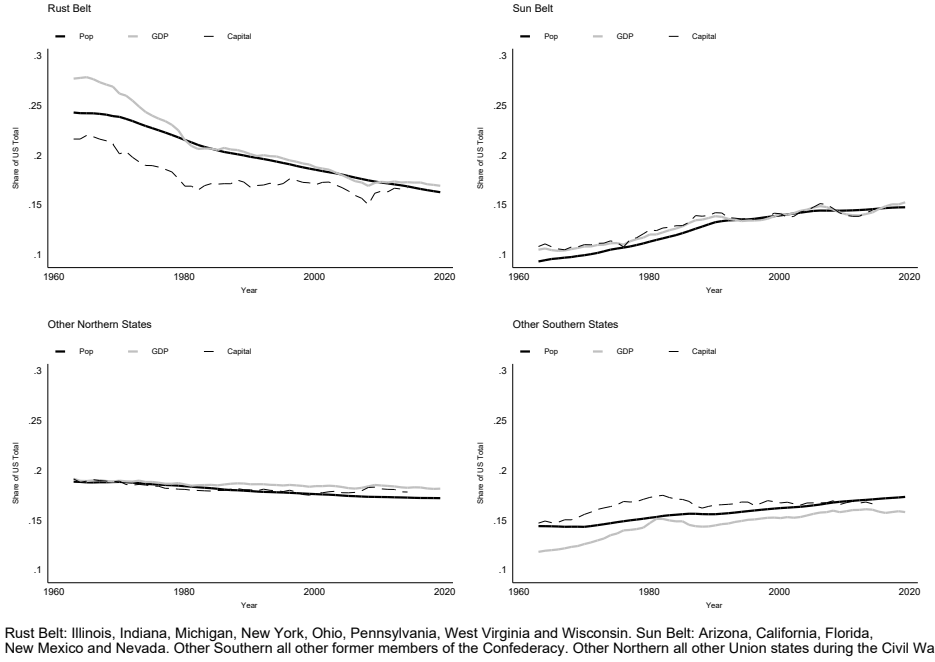 Rust Belt
Pop GDP Capital
.3
.25
.2
.15
.1
Share of US Total
1960 1980 2000 2020
Year
Sun Belt
Pop GDP Capital
.3
.25
.2
.15
.1
Share of US Total
1960 1980 2000 2020
Year
Other Northern States
Pop GDP Capital
.3
.25
.2
.15
.1
Share of US Total
1960 1980 2000 2020
Year
Other Southern States
Pop GDP Capital
.3
.25
.2
.15
.1
Share of US Total
1960 1980 2000 2020
Year
Rust Belt: Illinois, Indiana, Michigan, New York, Ohio, Pennsylvania, West Virginia and Wisconsin. Sun Belt: Arizona, California, Florida,
New Mexico and Nevada. Other Southern all other former members of the Confederacy. Other Northern all other Union states during the Civil Wa